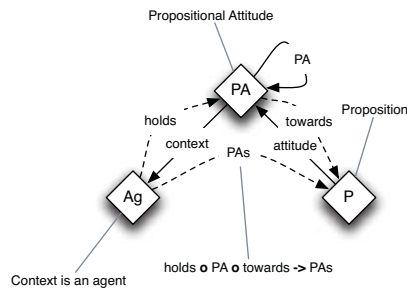 Propositional Attitude
PA
PA
Proposition
holds
towards
context
attitude
PAs
Ag
P
holds o PA o towards -> PAs
Context is an agent